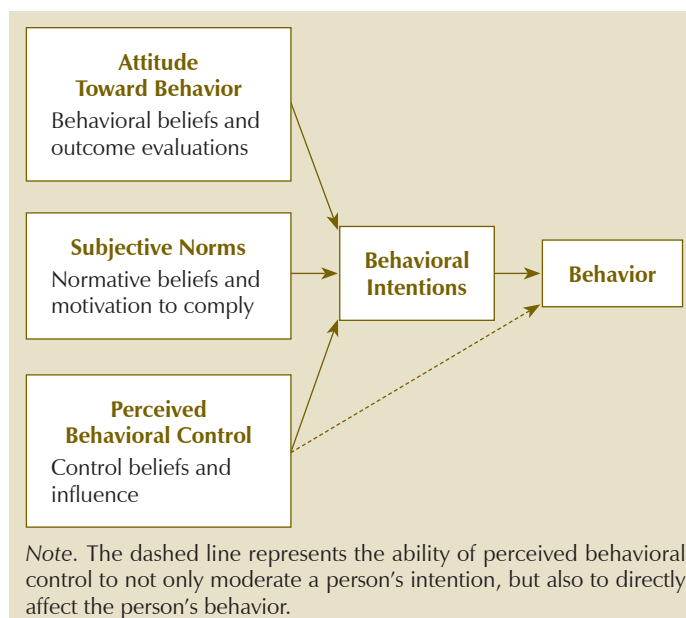 Attitude
Toward Behavior
Behavioral beliefs and
outcome evaluations
Subjective Norms
Normative beliefs and
motivation to comply
Perceived
Behavioral Control
Control beliefs and
influence
Behavioral
Intentions
Behavior
Note. The dashed line represents the ability of perceived behavioral
control to not only moderate a person’s intention, but also to directly
affect the person’s behavior.